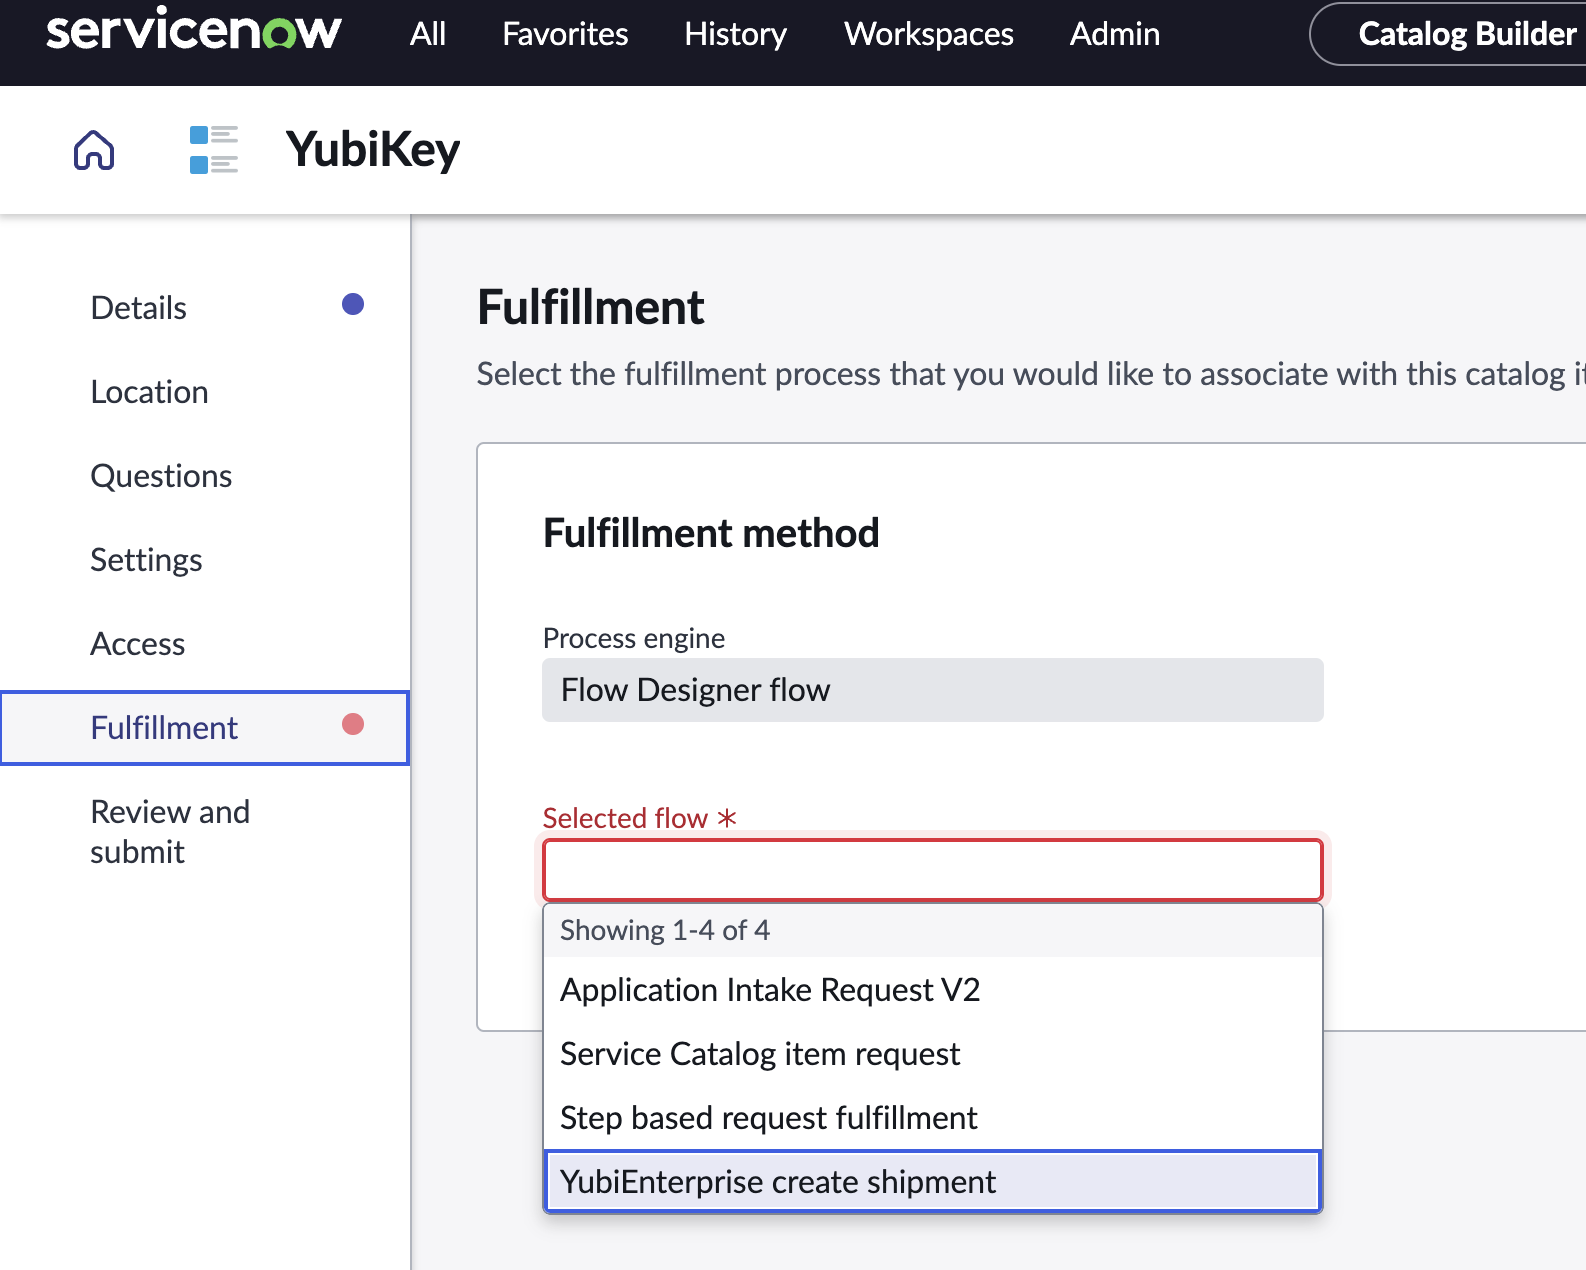 servicenow All Favorites History Workspaces Admin Catalog Builder
YubiKey
Details
Location
Questions
Settings
Access
Fulfillment
Review and
submit
Fulfillment
Select the fulfillment process that you would like to associate with this catalog
Fulfillment method
Process engine
Flow Designer flow
Selected flow *
Showing 1-4 of 4
Application Intake Request V2
Service Catalog item request
Step based request fulfillment
YubiEnterprise create shipment